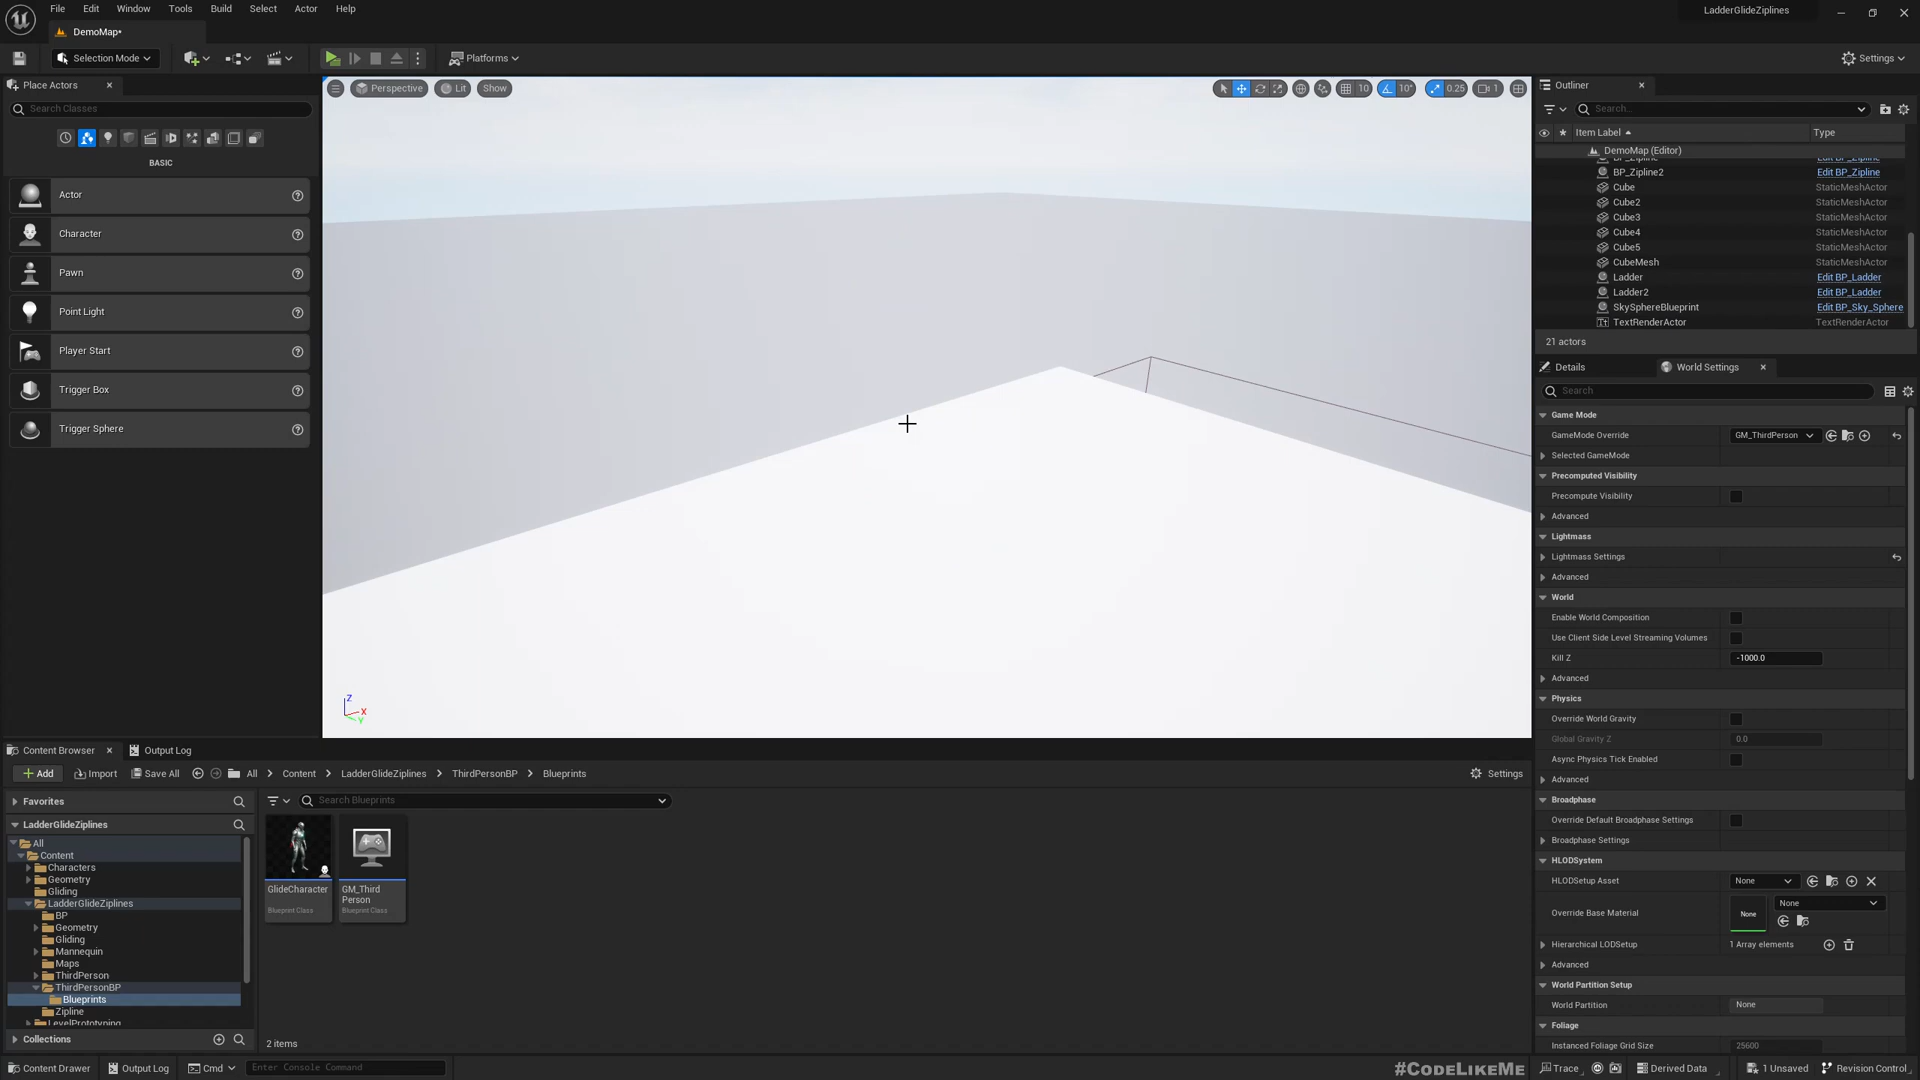 File Edit Window Tools Build Select Actor Help
LadderGlideZiplines
DemoMap*
Selection Mode
Platforms
Settings
Place Actors
Search Classes
BASIC
Actor
Character
Pawn
Point Light
Player Start
Trigger Box
Trigger Sphere
Perspective Lit Show
10 10° 0.25 1
Z
X
Y
Outliner
Search...
Item Label Type
DemoMap (Editor)
BP_Zipline Edit BP_Zipline
BP_Zipline2 Edit BP_Zipline
Cube StaticMeshActor
Cube2 StaticMeshActor
Cube3 StaticMeshActor
Cube4 StaticMeshActor
Cube5 StaticMeshActor
CubeMesh StaticMeshActor
Ladder Edit BP_Ladder
Ladder2 Edit BP_Ladder
SkySphereBlueprint Edit BP_Sky_Sphere
TextRenderActor TextRenderActor
21 actors
Details World Settings
Search
Game Mode
GameMode Override GM_ThirdPerson
Selected GameMode
Precomputed Visibility
Precompute Visibility
Advanced
Lightmass
Lightmass Settings
Advanced
World
Enable World Composition
Use Client Side Level Streaming Volumes
Kill Z -1000.0
Advanced
Physics
Override World Gravity
Global Gravity Z 0.0
Async Physics Tick Enabled
Advanced
Broadphase
Override Default Broadphase Settings
Broadphase Settings
HLODSystem
HLODSetup Asset None
Override Base Material None None
Hierarchical LODSetup 1 Array elements
Advanced
World Partition Setup
World Partition None
Foliage
Instanced Foliage Grid Size 25600
Content Browser Output Log
Add Import Save All All > Content > LadderGlideZiplines > ThirdPersonBP > Blueprints Settings
Favorites
LadderGlideZiplines
All
Content
Characters
Geometry
Gliding
LadderGlideZiplines
BP
Geometry
Gliding
Mannequin
Maps
ThirdPerson
ThirdPersonBP
Blueprints
Zipline
LevelPrototyping
Collections
Search Blueprints
GlideCharacter
Blueprint Class
GM_Third
Person
Blueprint Class
2 items
Content Drawer Output Log Cmd Enter Console Command
#CodeLikeMe
Trace Derived Data 1 Unsaved Revision Control